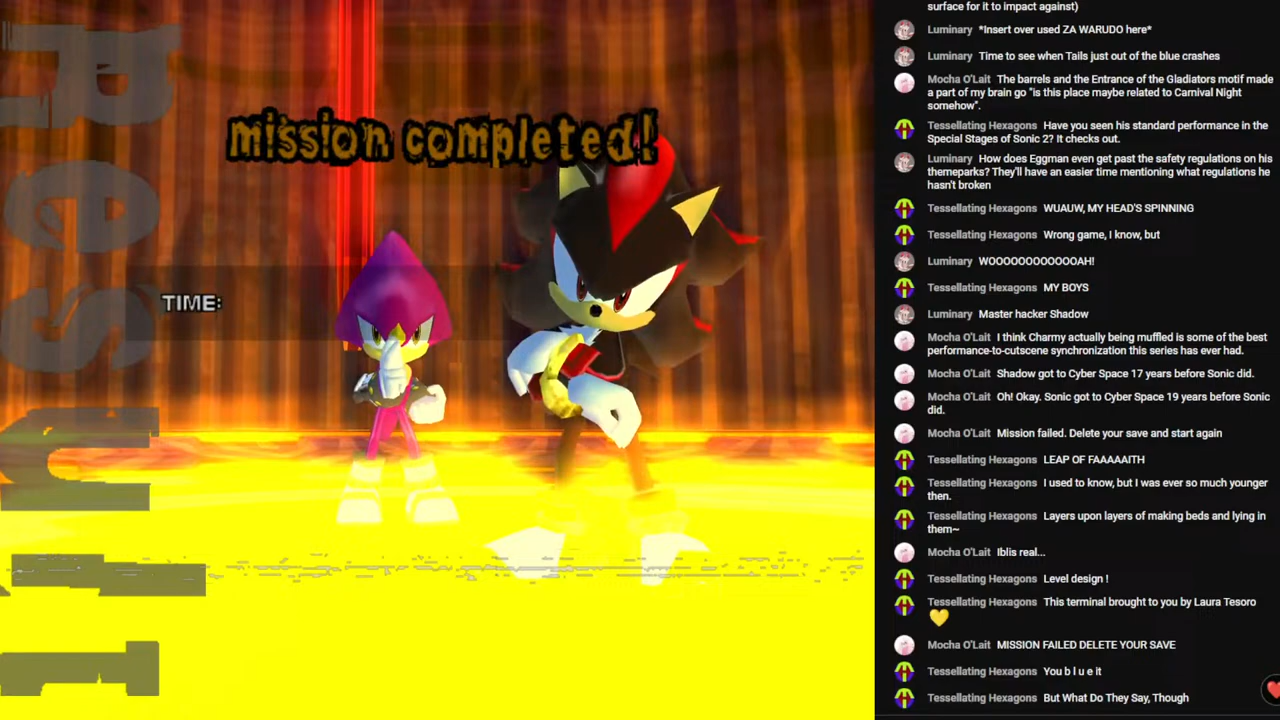 Result
mission completed!
TIME:
surface for it to impact against)
Luminary *Insert over used ZA WARUDO here*
Luminary Time to see when Tails just out of the blue crashes
Mocha O'Lait The barrels and the Entrance of the Gladiators motif made
a part of my brain go "is this place maybe related to Carnival Night
somehow".
Tessellating Hexagons Have you seen his standard performance in the
Special Stages of Sonic 2? It checks out.
Luminary How does Eggman even get past the safety regulations on his
themeparks? They'll have an easier time mentioning what regulations he
hasn't broken
Tessellating Hexagons WUAUW, MY HEAD'S SPINNING
Tessellating Hexagons Wrong game, I know, but
Luminary WOOOOOOOOOOOAH!
Tessellating Hexagons MY BOYS
Luminary Master hacker Shadow
Mocha O'Lait I think Charmy actually being muffled is some of the best
performance-to-cutscene synchronization this series has ever had.
Mocha O'Lait Shadow got to Cyber Space 17 years before Sonic did.
Mocha O'Lait Oh! Okay. Sonic got to Cyber Space 19 years before Sonic
did.
Mocha O'Lait Mission failed. Delete your save and start again
Tessellating Hexagons LEAP OF FAAAAAITH
Tessellating Hexagons I used to know, but I was ever so much younger
then.
Tessellating Hexagons Layers upon layers of making beds and lying in
them~
Mocha O'Lait Iblis real...
Tessellating Hexagons Level design !
Tessellating Hexagons This terminal brought to you by Laura Tesoro
Mocha O'Lait MISSION FAILED DELETE YOUR SAVE
Tessellating Hexagons You b l u e it
Tessellating Hexagons But What Do They Say, Though